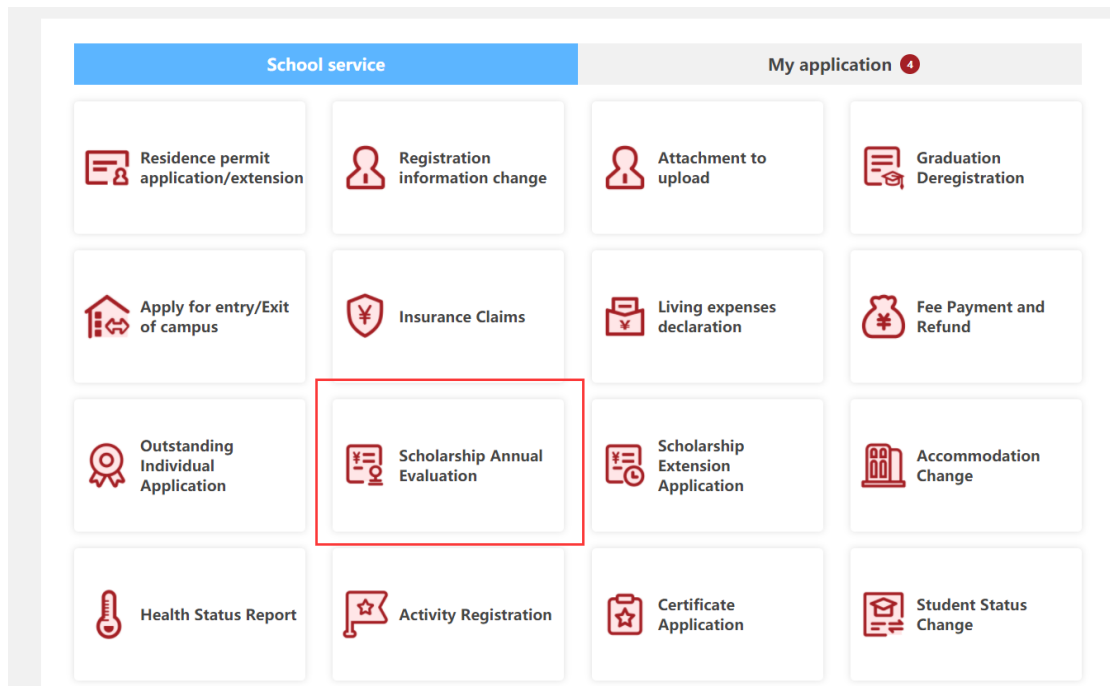 School service
My application 4
Residence permit
application/extension
Registration
information change
Attachment to
upload
Graduation
Deregistration
Apply for entry/Exit
of campus
Insurance Claims
Living expenses
declaration
Fee Payment and
Refund
Outstanding
Individual
Application
Scholarship Annual
Evaluation
Scholarship
Extension
Application
Accommodation
Change
Health Status Report
Activity Registration
Certificate
Application
Student Status
Change